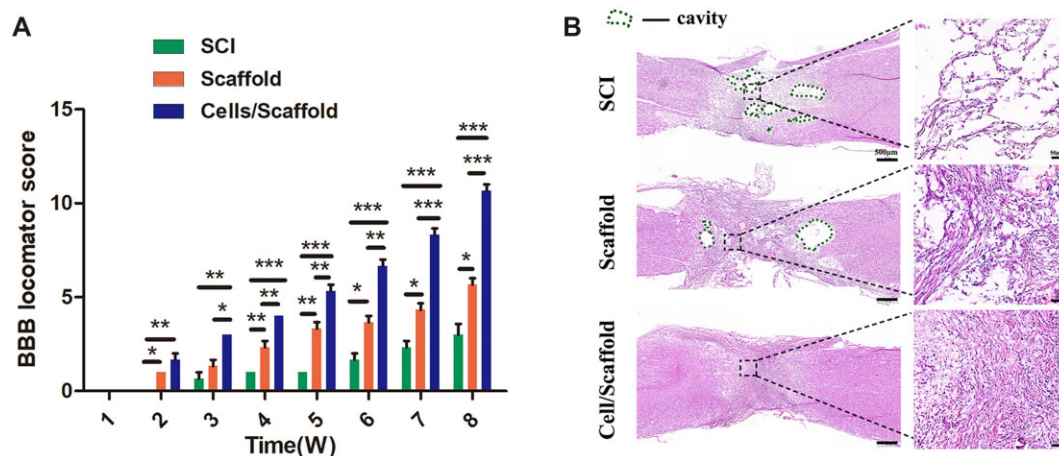 A
SCI
Scaffold
Cells/Scaffold
BBB locomator score
15
10
5
0
*
**
**
*
**
**
***
**
**
***
*
**
***
*
***
***
*
***
***
1
2
3
4
5
6
7
8
Time(W)
B
cavity
SCI
500μm
Scaffold
Cell/Scaffold